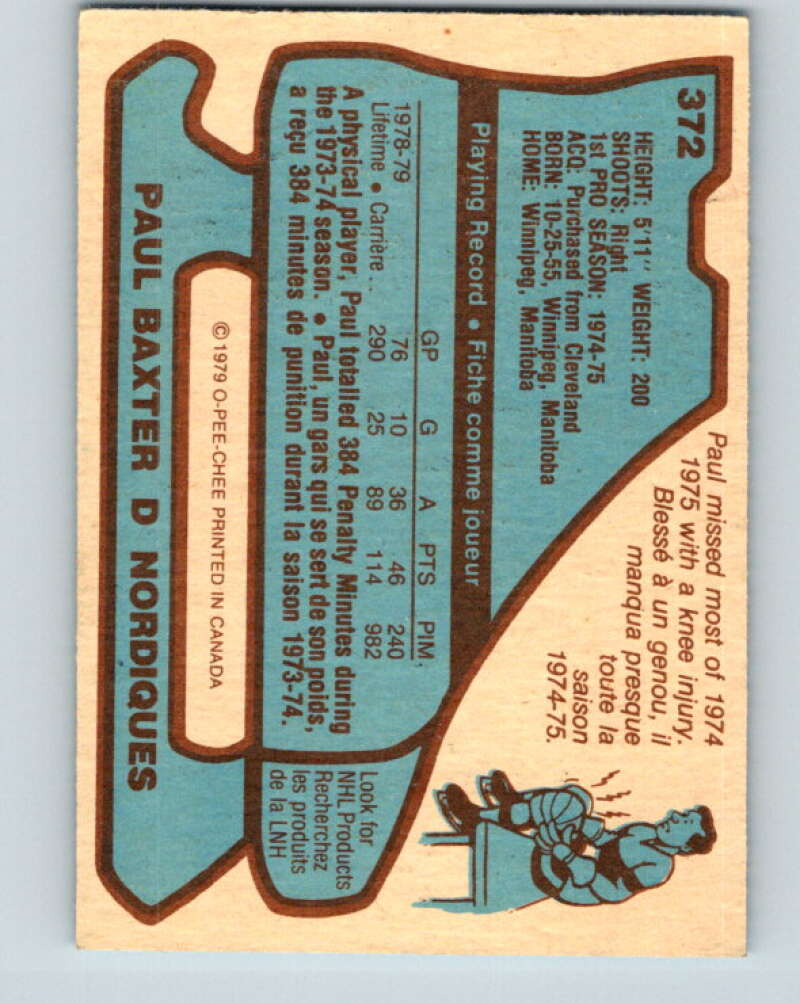 372
HEIGHT: 5'11" WEIGHT: 200
SHOOTS: Right
1st PRO SEASON: 1974-75
ACQ: Purchased from Cleveland
BORN: 10-25-55, Winnipeg, Manitoba
HOME: Winnipeg, Manitoba
Paul missed most of 1974
1975 with a knee injury.
Blessé à un genou, il
manqua presque
toute la
saison
1974-75.
Playing Record • Fiche comme joueur
GP G A PTS PIM
1978-79 76 10 36 46 240
Lifetime • Carrière .. 290 25 89 114 982
A physical player, Paul totalled 384 Penalty Minutes during
the 1973-74 season. • Paul, un gars qui se sert de son poids,
a reçu 384 minutes de punition durant la saison 1973-74.
Look for
NHL Products
Recherchez
les produits
de la LNH
© 1979 O-PEE-CHEE PRINTED IN CANADA
PAUL BAXTER D NORDIQUES